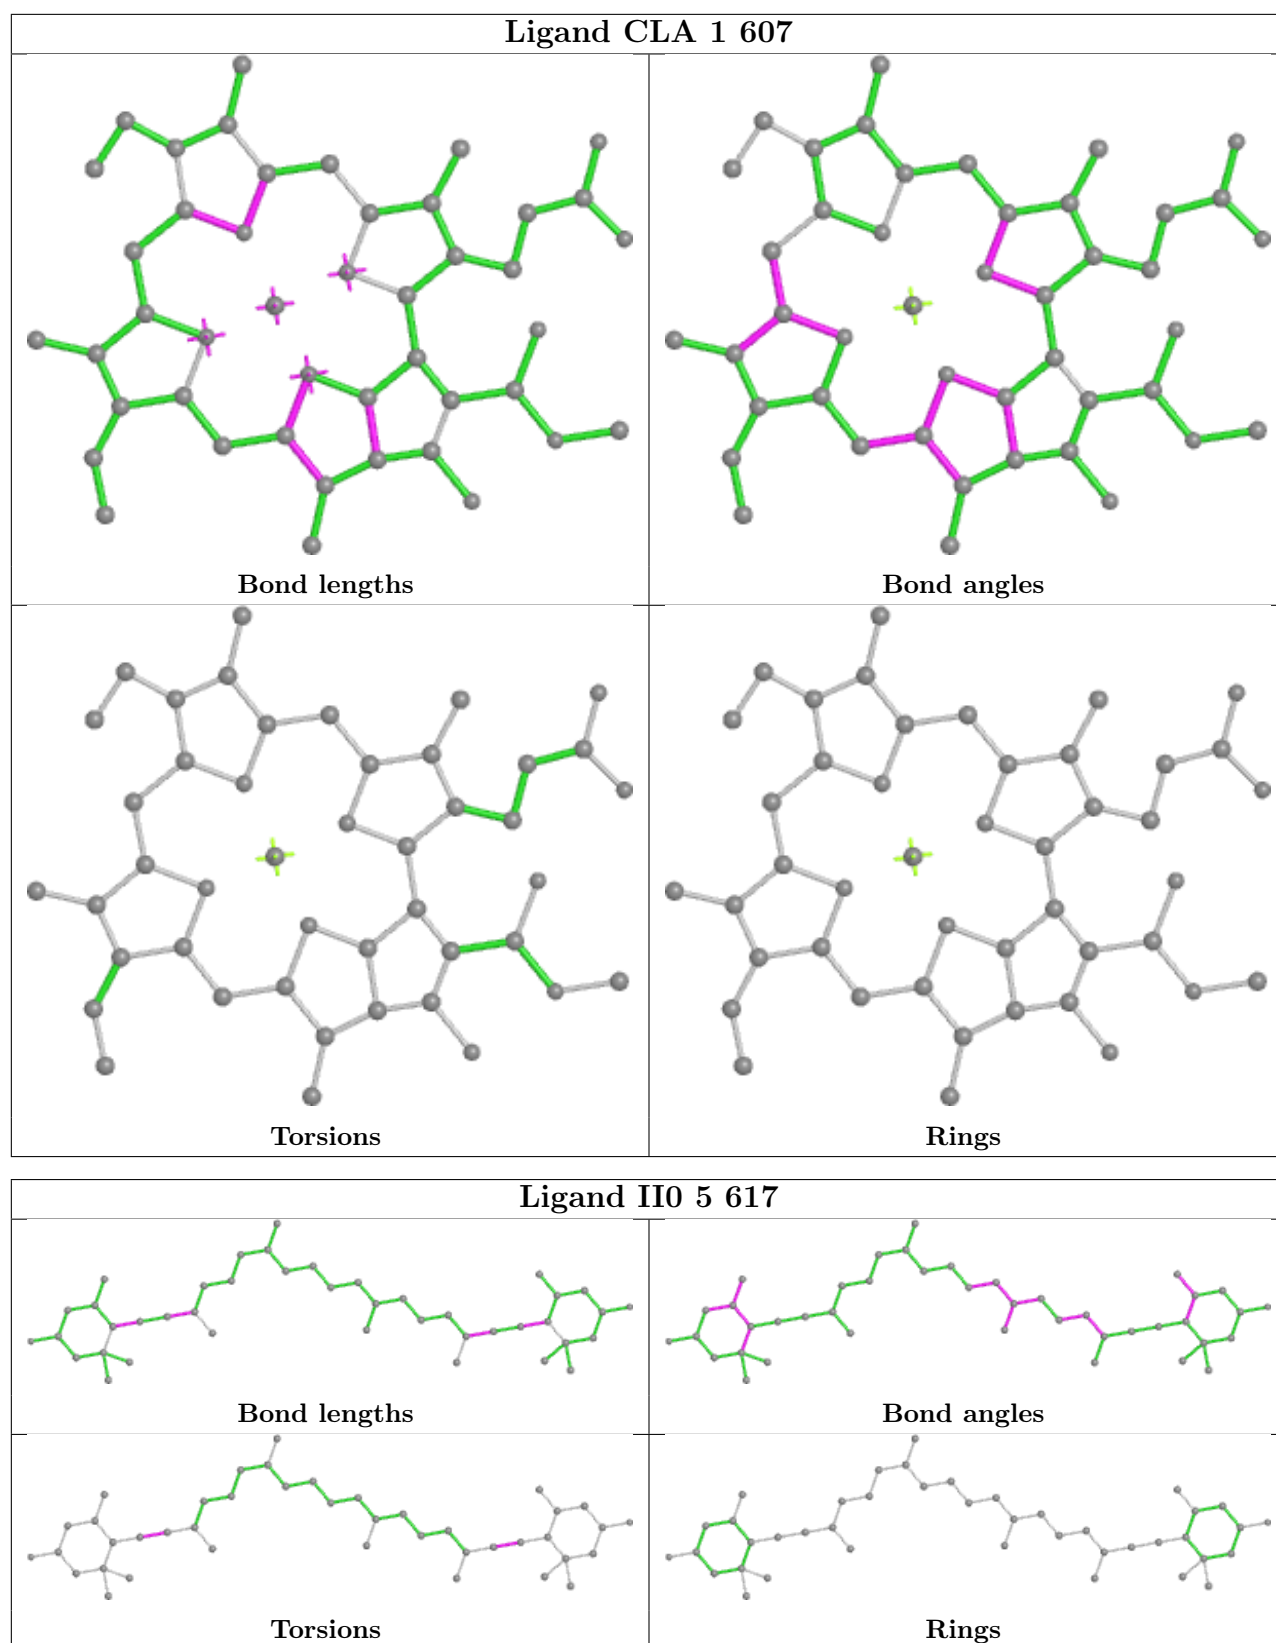 Ligand CLA 1 607
Bond lengths
Bond angles
Torsions
Rings
Ligand II0 5 617
Bond lengths
Bond angles
Torsions
Rings